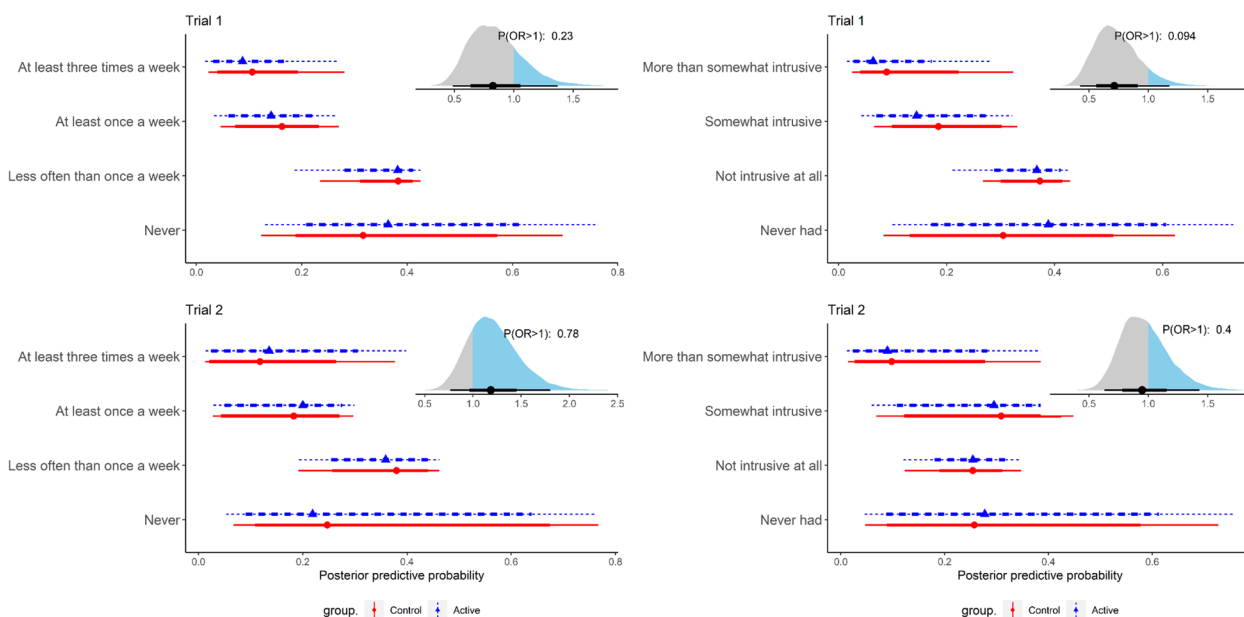 Trial 1
P(OR>1): 0.23
At least three times a week
At least once a week
Less often than once a week
Never
0.5 1.0 1.5
0.0 0.2 0.4 0.6 0.8
Trial 1
P(OR>1): 0.094
More than somewhat intrusive
Somewhat intrusive
Not intrusive at all
Never had
0.5 1.0 1.5
0.0 0.2 0.4 0.6
Trial 2
P(OR>1): 0.78
At least three times a week
At least once a week
Less often than once a week
Never
0.5 1.0 1.5 2.0 2.5
0.0 0.2 0.4 0.6 0.8
Posterior predictive probability
group. Control Active
Trial 2
P(OR>1): 0.4
More than somewhat intrusive
Somewhat intrusive
Not intrusive at all
Never had
0.5 1.0 1.5
0.0 0.2 0.4 0.6
Posterior predictive probability
group. Control Active